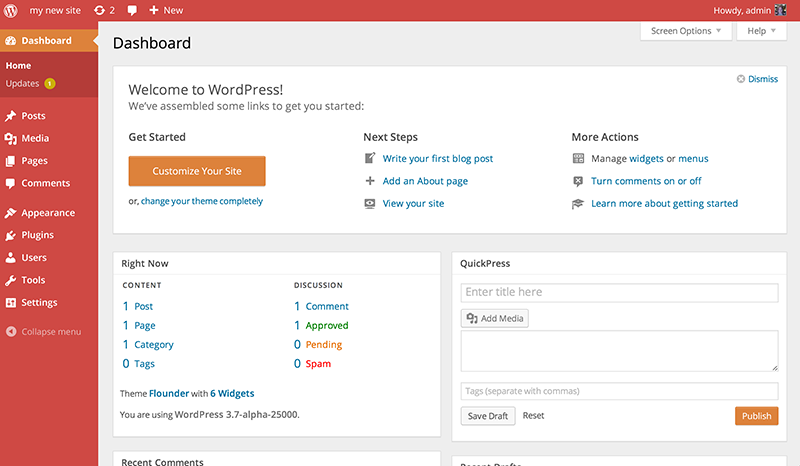 my new site 2 + New Howdy, admin
Dashboard
Home
Updates 1
Posts
Media
Pages
Comments
Appearance
Plugins
Users
Tools
Settings
Collapse menu
Screen Options Help
Dashboard
Welcome to WordPress!
We've assembled some links to get you started:
Dismiss
Get Started
Customize Your Site
or, change your theme completely
Next Steps
Write your first blog post
Add an About page
View your site
More Actions
Manage widgets or menus
Turn comments on or off
Learn more about getting started
Right Now
CONTENT
1 Post
1 Page
1 Category
0 Tags
DISCUSSION
1 Comment
1 Approved
0 Pending
0 Spam
Theme Flounder with 6 Widgets
You are using WordPress 3.7-alpha-25000.
QuickPress
Enter title here
Add Media
Tags (separate with commas)
Save Draft Reset Publish
Recent Comments
Recent Drafts